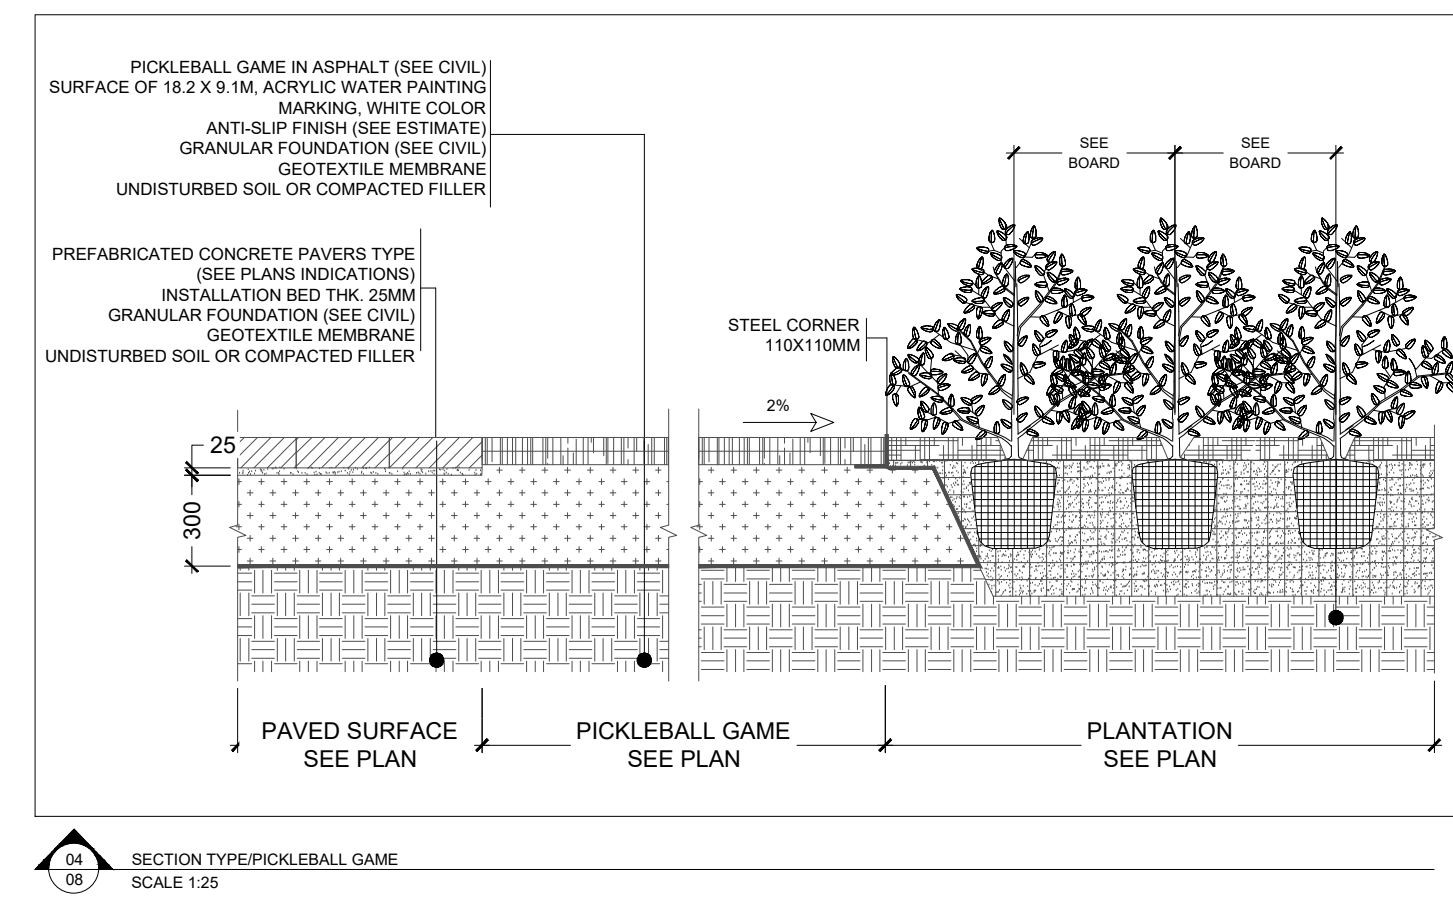 PICKLEBALL GAME IN ASPHALT (SEE CIVIL)
SURFACE OF 18.2 X 9.1M, ACRYLIC WATER PAINTING
MARKING, WHITE COLOR
ANTI-SLIP FINISH (SEE ESTIMATE)
GRANULAR FOUNDATION (SEE CIVIL)
GEOTEXTILE MEMBRANE
UNDISTURBED SOIL OR COMPACTED FILLER
PREFABRICATED CONCRETE PAVERS TYPE
(SEE PLANS INDICATIONS)
INSTALLATION BED THK. 25MM
GRANULAR FOUNDATION (SEE CIVIL)
GEOTEXTILE MEMBRANE
UNDISTURBED SOIL OR COMPACTED FILLER
STEEL CORNER
110X110MM
SEE
BOARD
SEE
BOARD
2%
25
300
PAVED SURFACE
SEE PLAN
PICKLEBALL GAME
SEE PLAN
PLANTATION
SEE PLAN
04
08
SECTION TYPE/PICKLEBALL GAME
SCALE 1:25